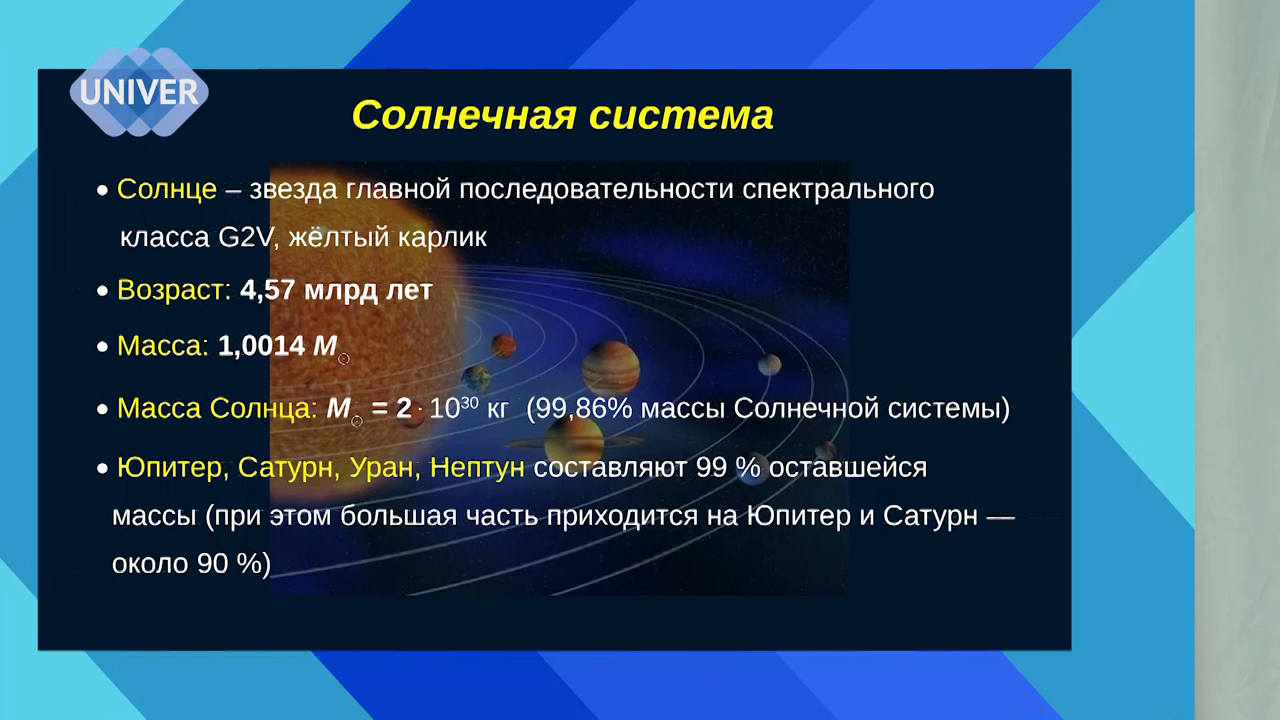 UNIVER
Солнечная система
• Солнце – звезда главной последовательности спектрального
класса G2V, жёлтый карлик
• Возраст: 4,57 млрд лет
• Масса: 1,0014 M☉
• Масса Солнца: M☉ = 2 · 10³⁰ кг (99,86% массы Солнечной системы)
• Юпитер, Сатурн, Уран, Нептун составляют 99 % оставшейся
массы (при этом большая часть приходится на Юпитер и Сатурн —
около 90 %)